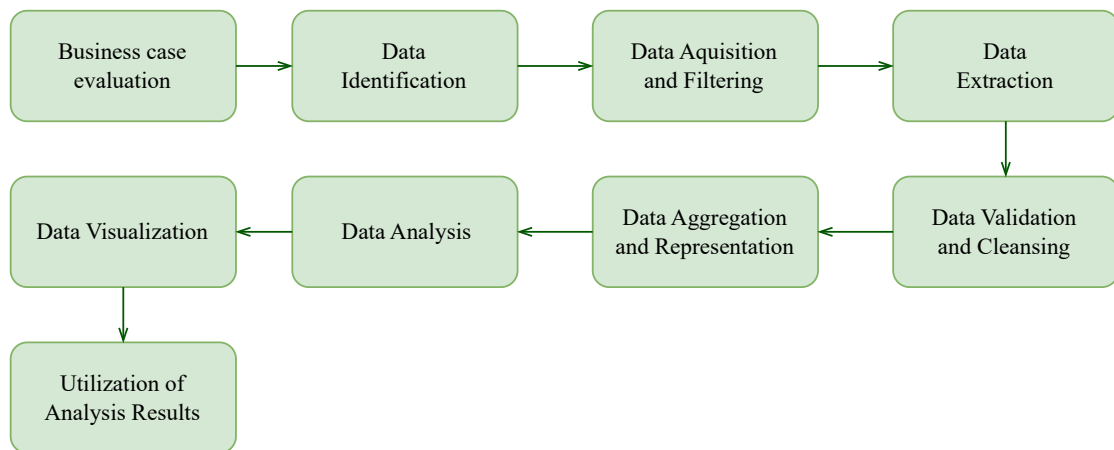 Business case
evaluation
Data
Identification
Data Aquisition
and Filtering
Data
Extraction
Data Validation
and Cleansing
Data Aggregation
and Representation
Data Analysis
Data Visualization
Utilization of
Analysis Results